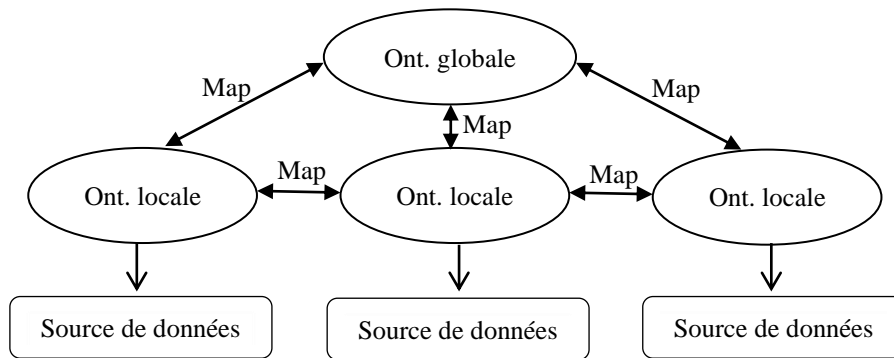 Ont. globale
Map
Map
Map
Ont. locale
Map
Ont. locale
Map
Ont. locale
Source de données
Source de données
Source de données